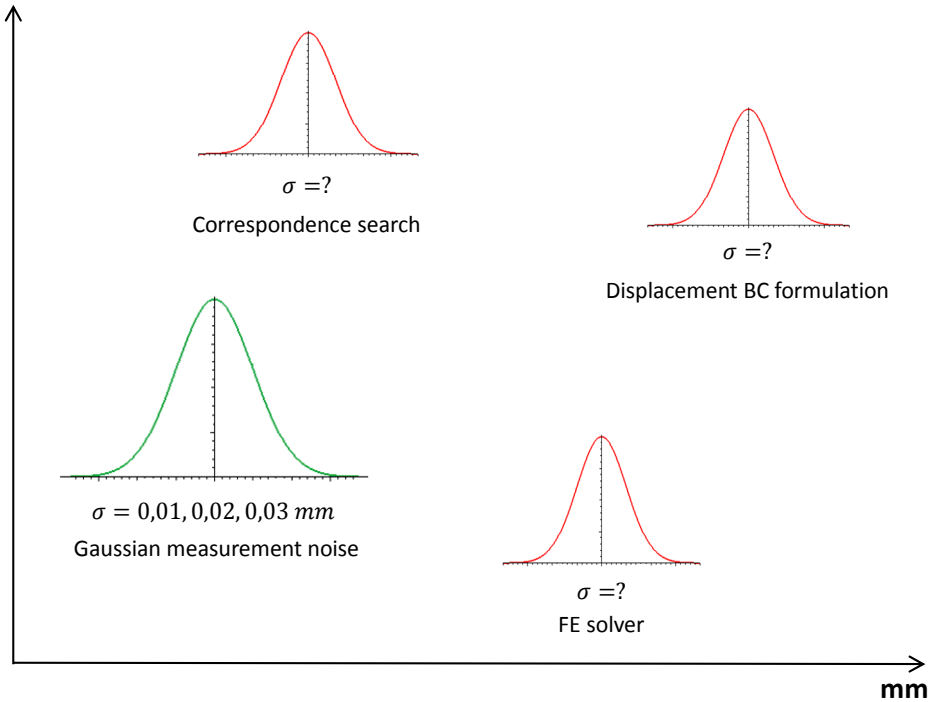 σ =?
Correspondence search
σ =?
Displacement BC formulation
σ = 0,01, 0,02, 0,03 mm
Gaussian measurement noise
σ =?
FE solver
mm